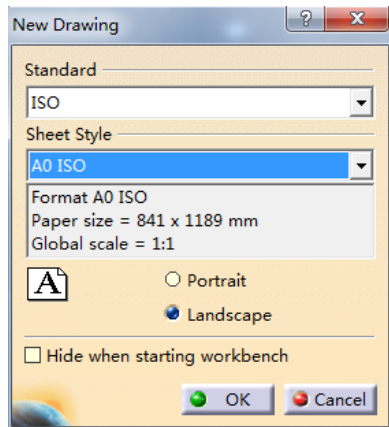 New Drawing
?
Standard
ISO
Sheet Style
A0 ISO
Format A0 ISO
Paper size = 841 x 1189 mm
Global scale = 1:1
A
Portrait
Landscape
Hide when starting workbench
OK Cancel